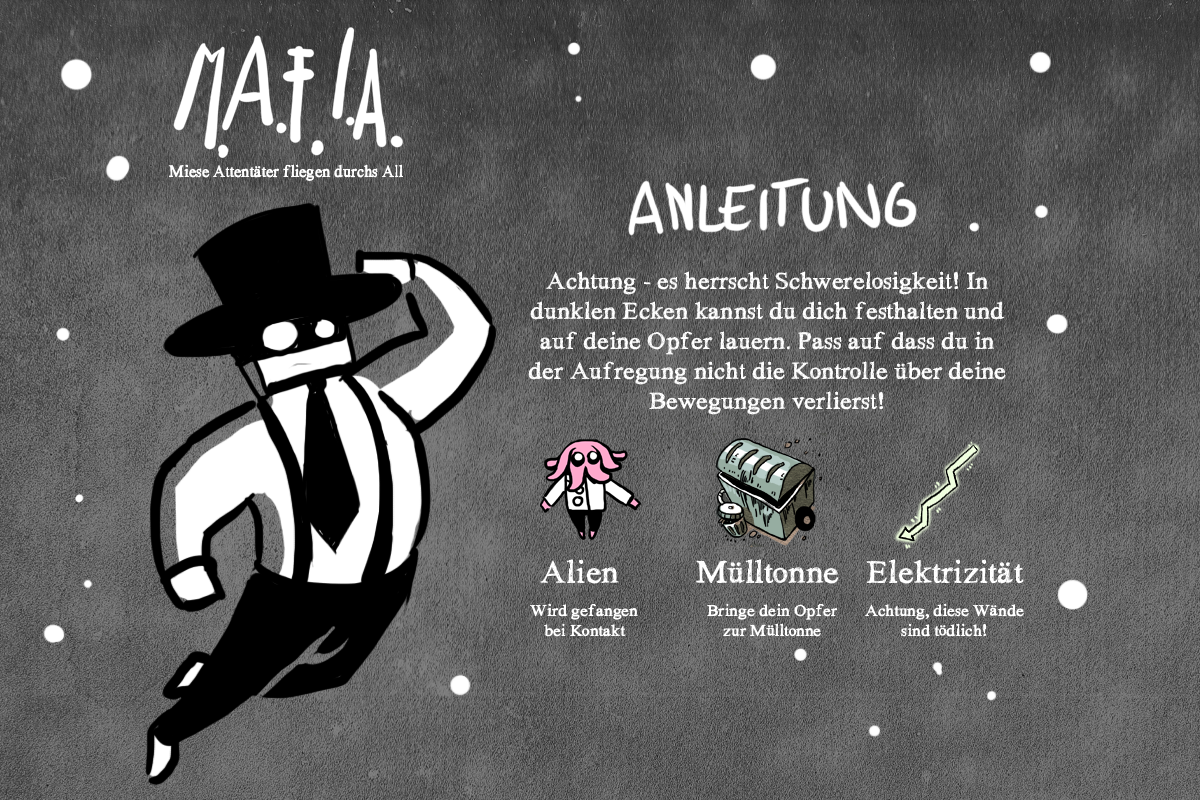 M.A.F.I.A.
Miese Attentäter fliegen durchs All
ANLEITUNG
Achtung - es herrscht Schwerelosigkeit! In
dunklen Ecken kannst du dich festhalten und
auf deine Opfer lauern. Pass auf dass du in
der Aufregung nicht die Kontrolle über deine
Bewegungen verlierst!
Alien
Wird gefangen
bei Kontakt
Mülltonne
Bringe dein Opfer
zur Mülltonne
Elektrizität
Achtung, diese Wände
sind tödlich!